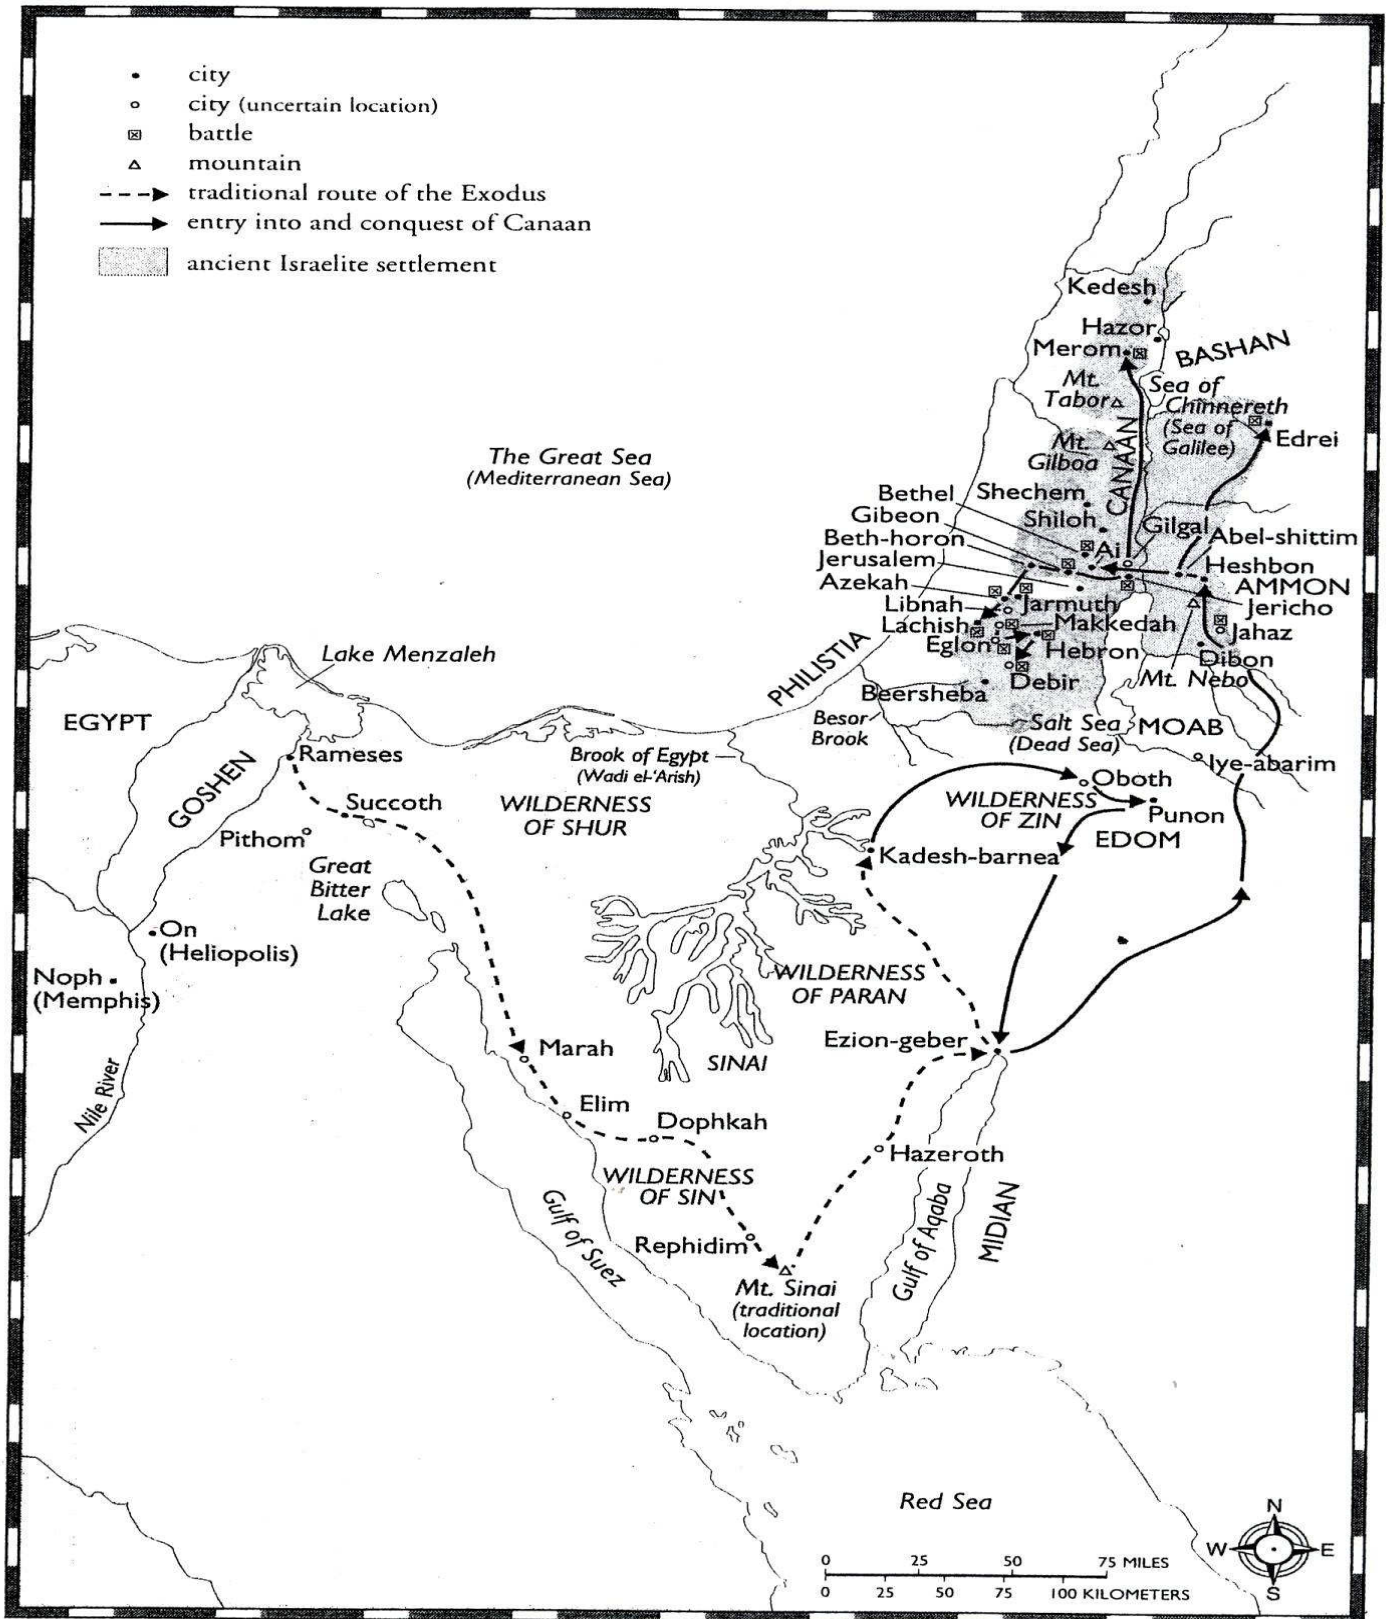 city
city (uncertain location)
battle
mountain
traditional route of the Exodus
entry into and conquest of Canaan
ancient Israelite settlement
Kedesh
Hazor
Merom
BASHAN
Mt.
Tabor
Sea of
Chinnereth
(Sea of
Galilee)
Edrei
The Great Sea
(Mediterranean Sea)
Mt.
Gilboa
CANAAN
Bethel
Shechem
Gibeon
Shiloh
Gilgal
Beth-horon
Ai
Abel-shittim
Jerusalem
Heshbon
Azekah
AMMON
Libnah
Jarmuth
Jericho
Lachish
Makkedah
Jahaz
Eglon
Hebron
Dibon
PHILISTIA
Lake Menzaleh
Debir
Mt. Nebo
Beersheba
EGYPT
Besor
Brook
Salt Sea
(Dead Sea)
MOAB
Rameses
Brook of Egypt
(Wadi el-‘Arish)
Iye-abarim
GOSHEN
Oboth
Succoth
WILDERNESS
OF SHUR
WILDERNESS
OF ZIN
Punon
Pithom
EDOM
Kadesh-barnea
Great
Bitter
Lake
On
(Heliopolis)
Noph
(Memphis)
WILDERNESS
OF PARAN
Ezion-geber
Marah
SINAI
Nile River
Elim
Dophkah
Hazeroth
WILDERNESS
OF SIN
Gulf of Suez
Gulf of Aqaba
MIDIAN
Rephidim
Mt. Sinai
(traditional
location)
Red Sea
N
W
E
S
0 25 50 75 MILES
0 25 50 75 100 KILOMETERS